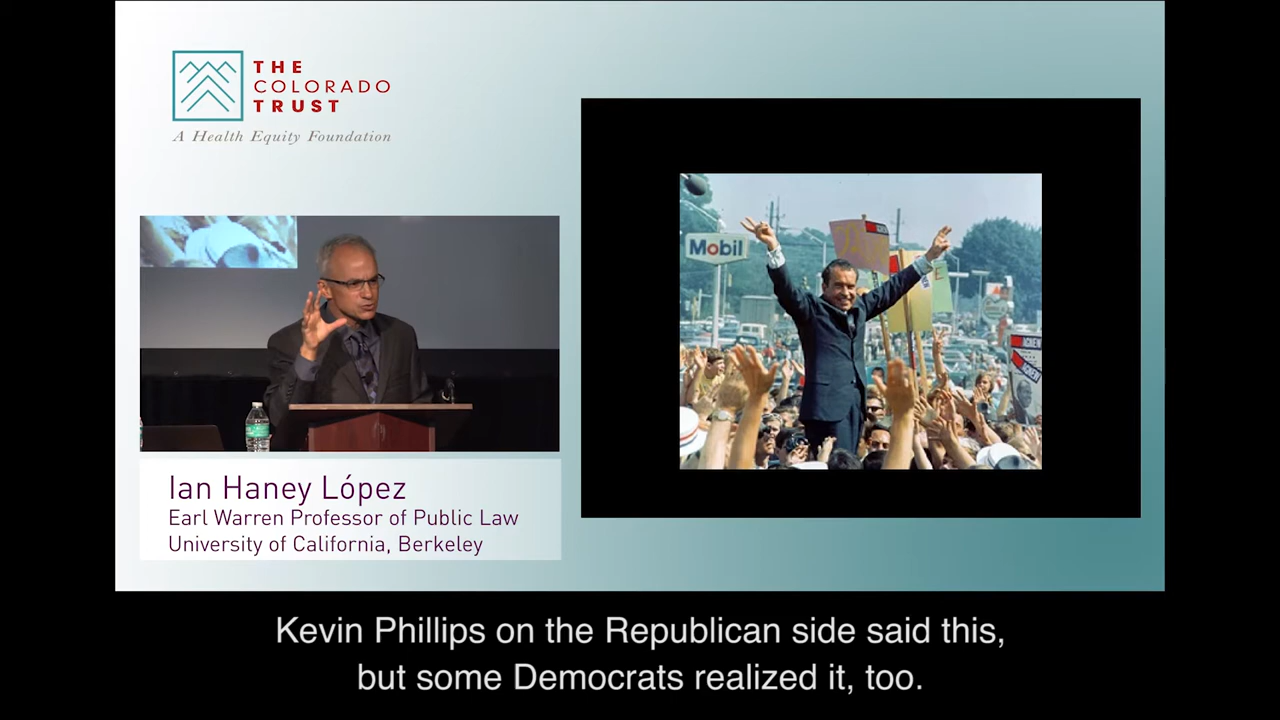 THE
COLORADO
TRUST
A Health Equity Foundation
Mobil
AGNEW
Ian Haney López
Earl Warren Professor of Public Law
University of California, Berkeley
Kevin Phillips on the Republican side said this,
but some Democrats realized it, too.